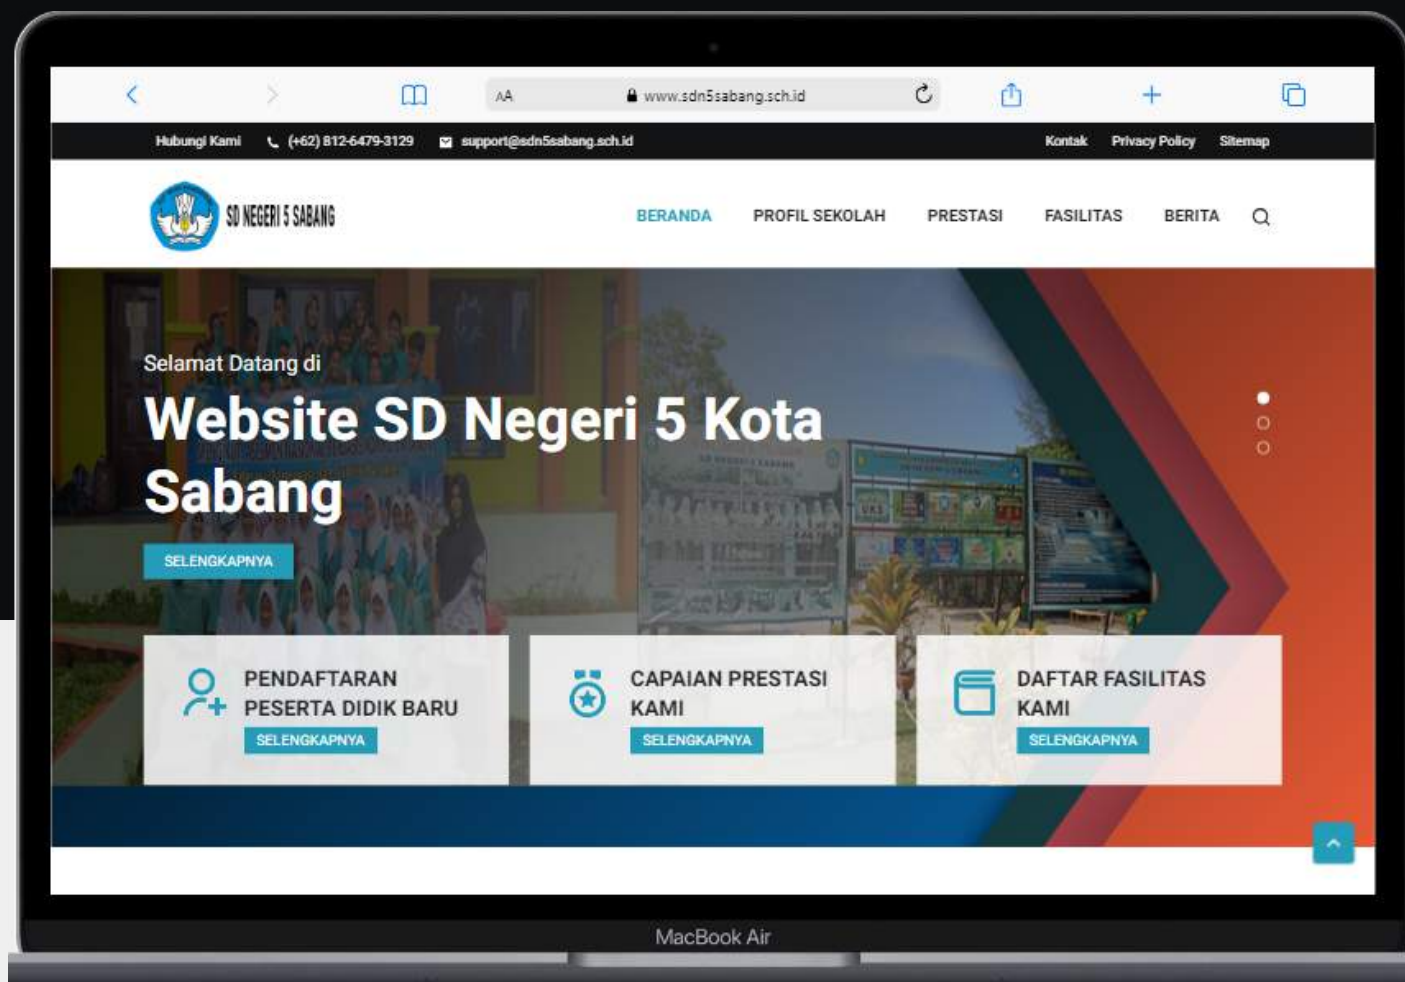 AA
www.sdn5sabang.sch.id
Hubungi Kami (+62) 812-6479-3129 support@sdn5sabang.sch.id Kontak Privacy Policy Sitemap
SD NEGERI 5 SABANG
BERANDA PROFIL SEKOLAH PRESTASI FASILITAS BERITA
Selamat Datang di
Website SD Negeri 5 Kota
Sabang
SELENGKAPNYA
PENDAFTARAN
PESERTA DIDIK BARU
SELENGKAPNYA
CAPAIAN PRESTASI
KAMI
SELENGKAPNYA
DAFTAR FASILITAS
KAMI
SELENGKAPNYA
MacBook Air